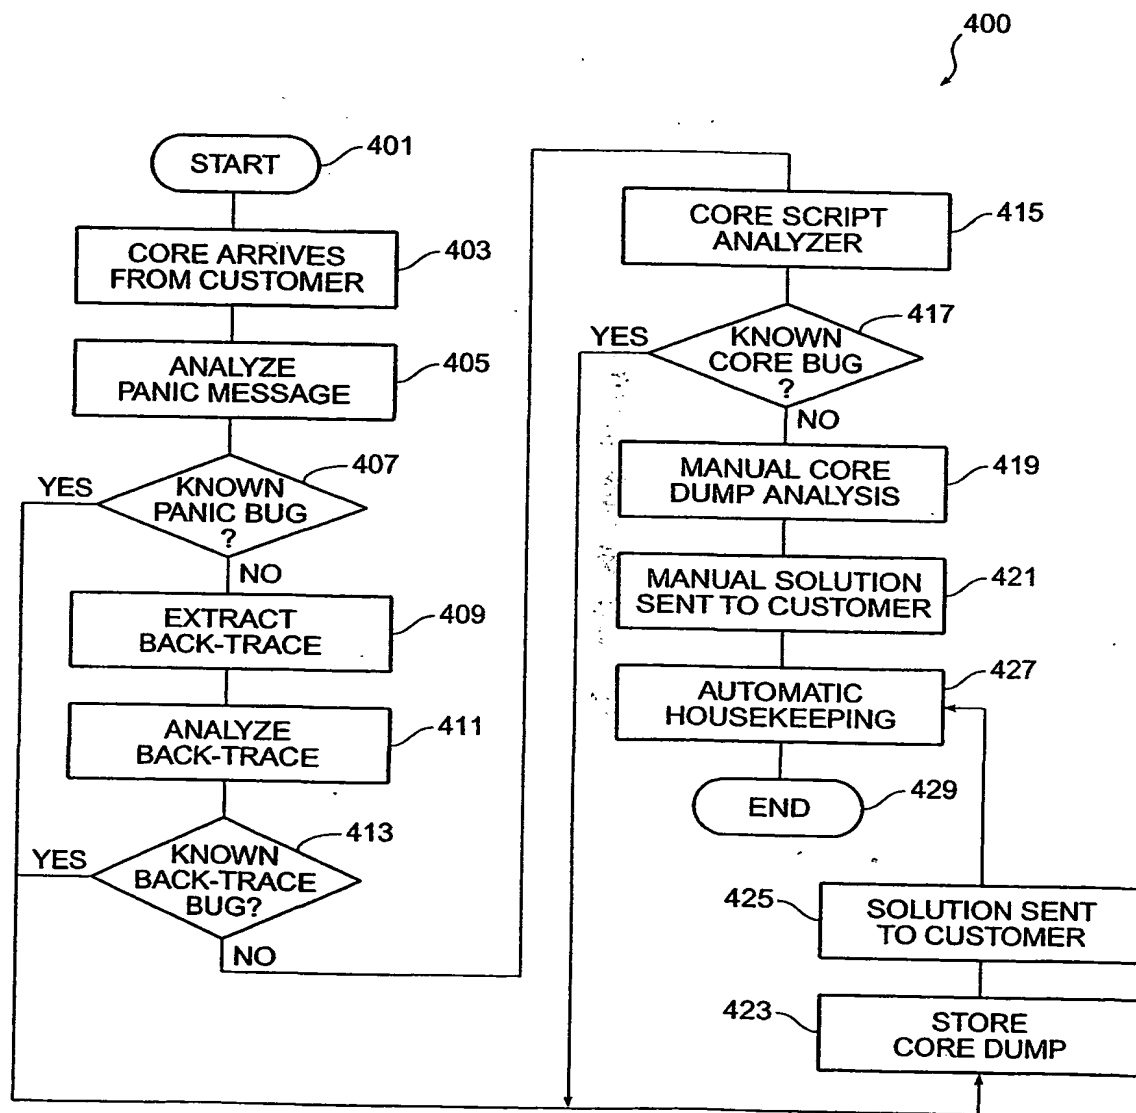 400
START
401
CORE ARRIVES
FROM CUSTOMER
403
ANALYZE
PANIC MESSAGE
405
KNOWN
PANIC BUG
?
407
YES
NO
EXTRACT
BACK-TRACE
409
ANALYZE
BACK-TRACE
411
KNOWN
BACK-TRACE
BUG?
413
YES
NO
CORE SCRIPT
ANALYZER
415
KNOWN
CORE BUG
?
417
YES
NO
MANUAL CORE
DUMP ANALYSIS
419
MANUAL SOLUTION
SENT TO CUSTOMER
421
AUTOMATIC
HOUSEKEEPING
427
END
429
425
SOLUTION SENT
TO CUSTOMER
423
STORE
CORE DUMP